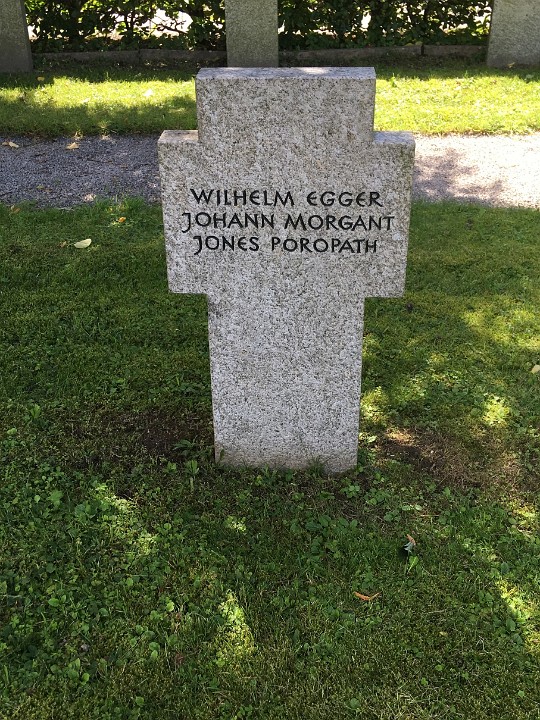 WILHELM EGGER
JOHANN MORGANT
JONES POROPATH